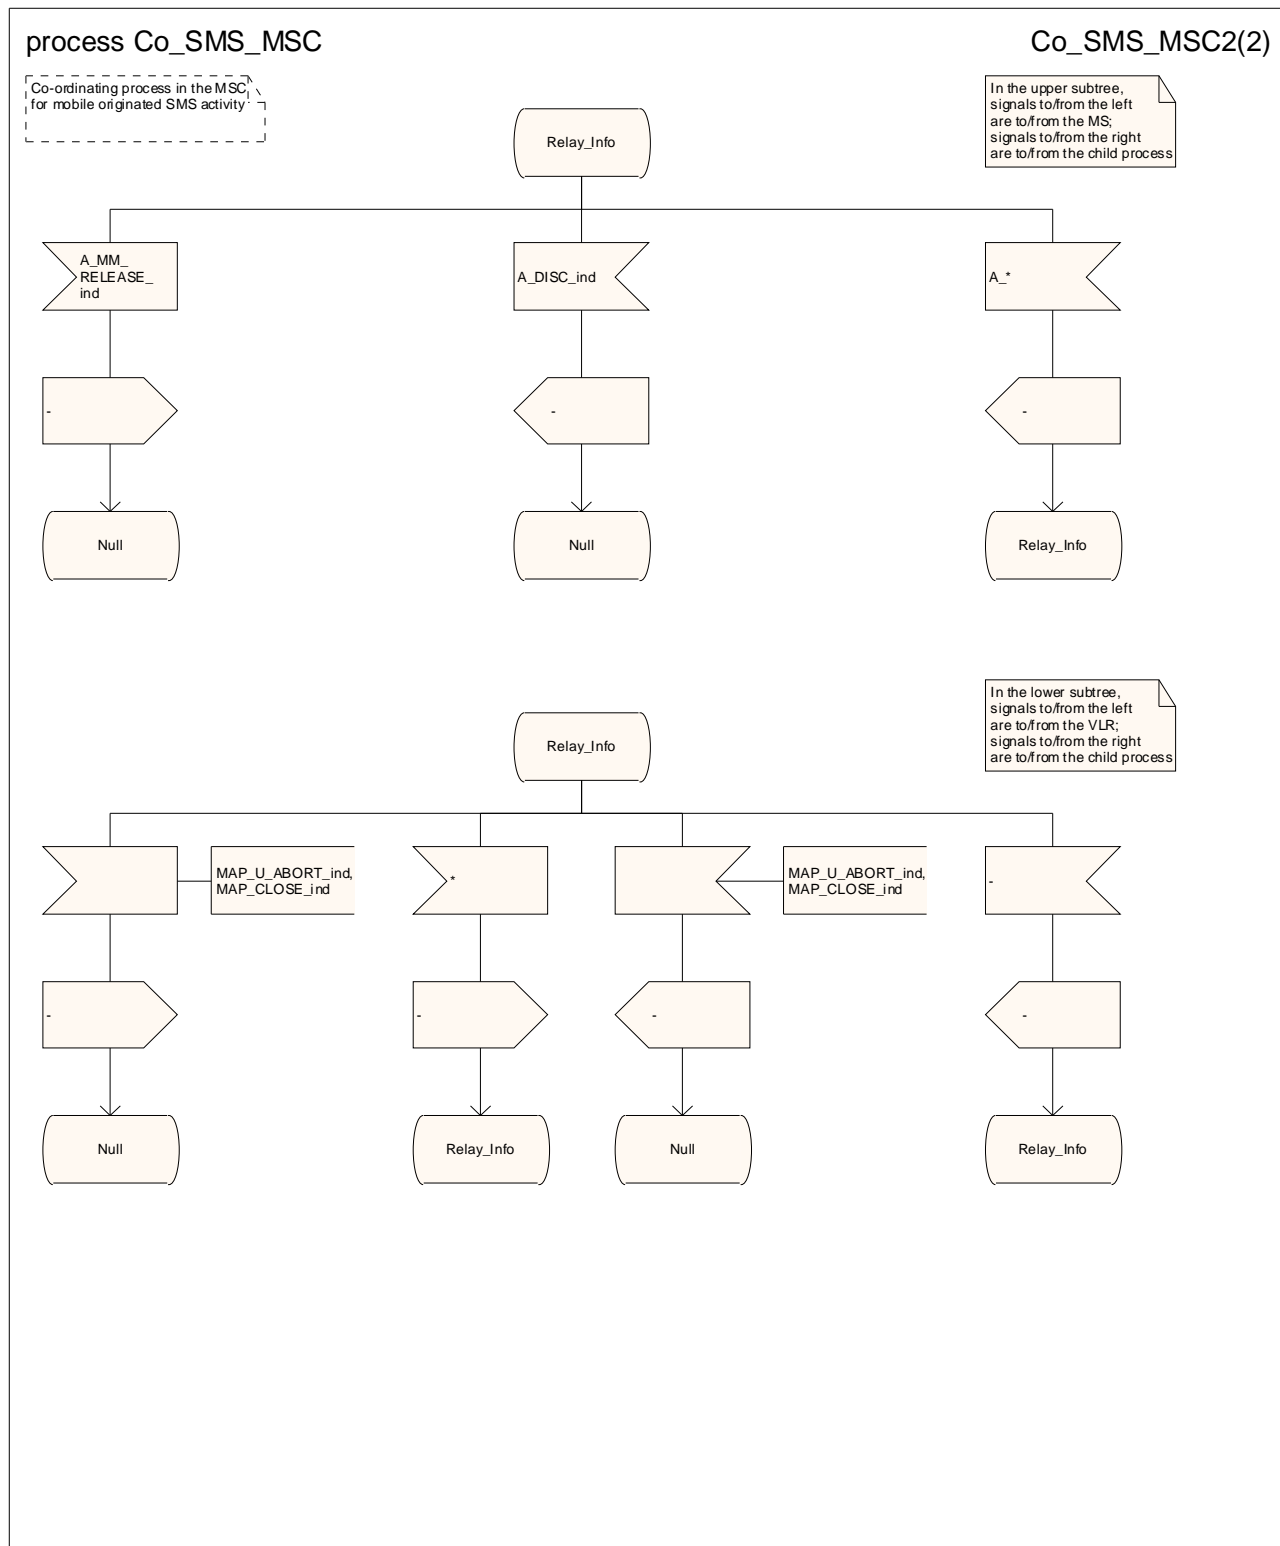 process Co_SMS_MSC
Co_SMS_MSC2(2)
Co-ordinating process in the MSC
for mobile originated SMS activity
In the upper subtree,
signals to/from the left
are to/from the MS;
signals to/from the right
are to/from the child process
Relay_Info
A_MM_
RELEASE_
ind
A_DISC_ind
A_*
-
-
-
Null
Null
Relay_Info
In the lower subtree,
signals to/from the left
are to/from the VLR;
signals to/from the right
are to/from the child process
Relay_Info
MAP_U_ABORT_ind,
MAP_CLOSE_ind
*
MAP_U_ABORT_ind,
MAP_CLOSE_ind
-
-
-
-
-
Null
Relay_Info
Null
Relay_Info